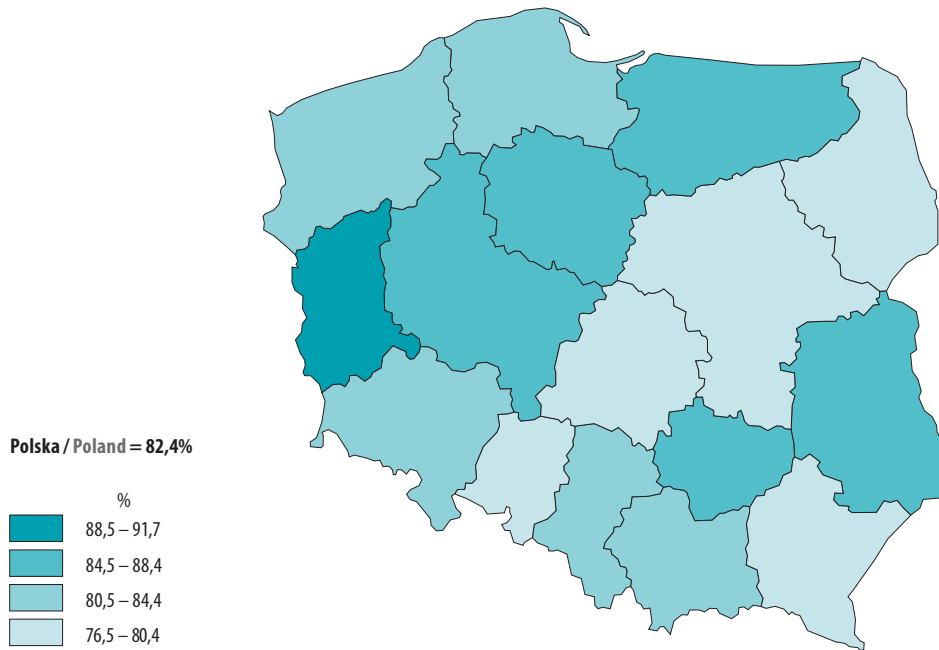 Polska / Poland = 82,4%
%
88,5 – 91,7
84,5 – 88,4
80,5 – 84,4
76,5 – 80,4